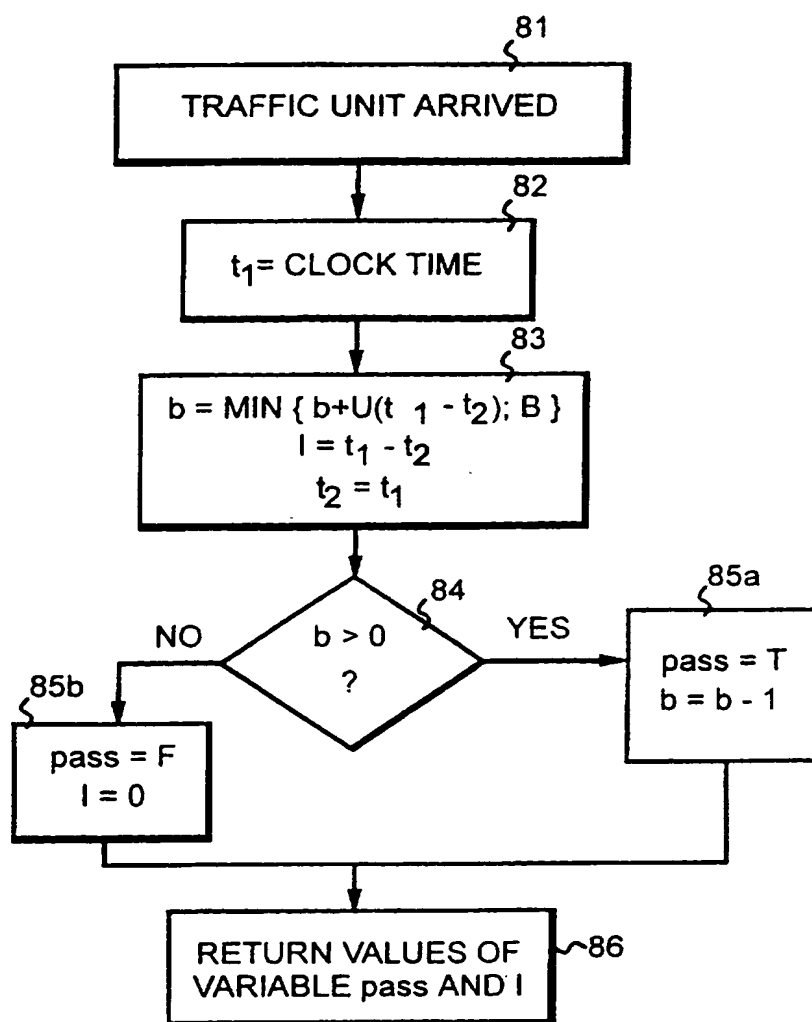 81
TRAFFIC UNIT ARRIVED
82
t1= CLOCK TIME
83
b = MIN { b+U(t 1 - t2); B }
I = t1 - t2
t2 = t1
84
b > 0
?
NO
YES
85a
pass = T
b = b - 1
85b
pass = F
I = 0
86
RETURN VALUES OF
VARIABLE pass AND I